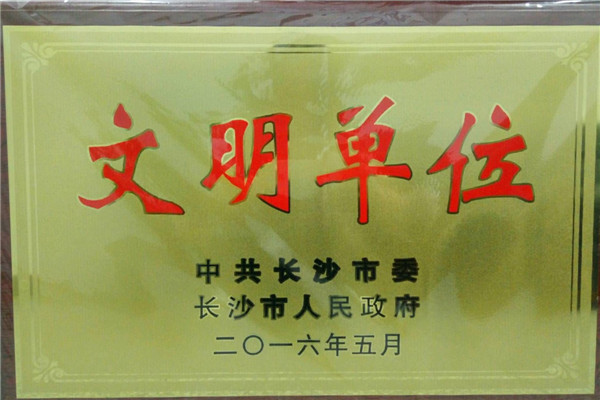 文明单位
中共长沙市委
长沙市人民政府
二〇一六年五月